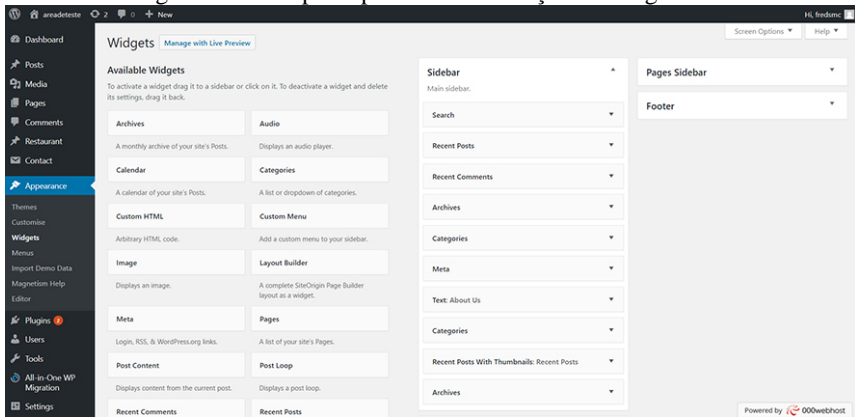 areadeteste 2 0 + New
Hi, fredsmc
Dashboard
Posts
Media
Pages
Comments
Restaurant
Contact
Appearance
Themes
Customise
Widgets
Menus
Import Demo Data
Magnetism Help
Editor
Plugins 2
Users
Tools
All-in-One WP
Migration
Settings
Screen Options ▼ Help ▼
Widgets Manage with Live Preview
Available Widgets
To activate a widget drag it to a sidebar or click on it. To deactivate a widget and delete
its settings, drag it back.
Archives
A monthly archive of your site's Posts.
Audio
Displays an audio player.
Calendar
A calendar of your site's Posts.
Categories
A list or dropdown of categories.
Custom HTML
Arbitrary HTML code.
Custom Menu
Add a custom menu to your sidebar.
Image
Displays an image.
Layout Builder
A complete SiteOrigin Page Builder
layout as a widget.
Meta
Login, RSS, & WordPress.org links.
Pages
A list of your site's Pages.
Post Content
Displays content from the current post.
Post Loop
Displays a post loop.
Recent Comments
Recent Posts
Sidebar
Main sidebar.
Search
Recent Posts
Recent Comments
Archives
Categories
Meta
Text: About Us
Categories
Recent Posts With Thumbnails: Recent Posts
Archives
Pages Sidebar
Footer
Powered by 000webhost